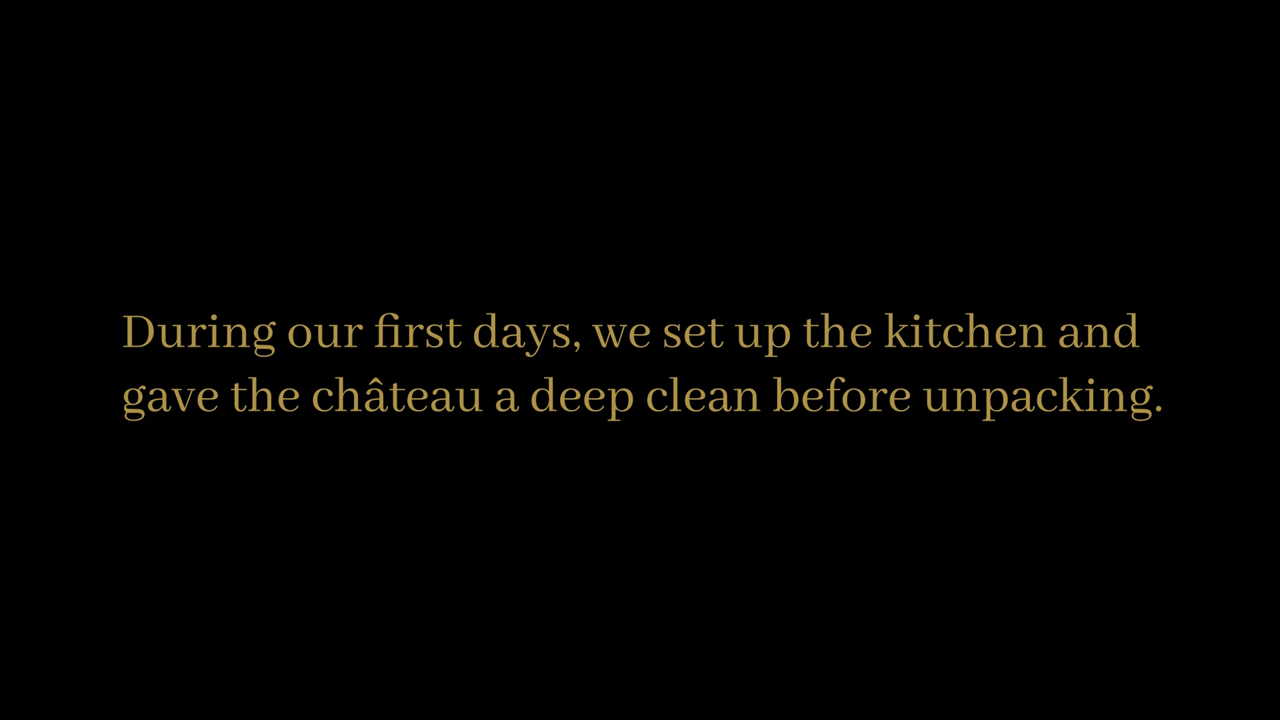 During our first days, we set up the kitchen and
gave the château a deep clean before unpacking.